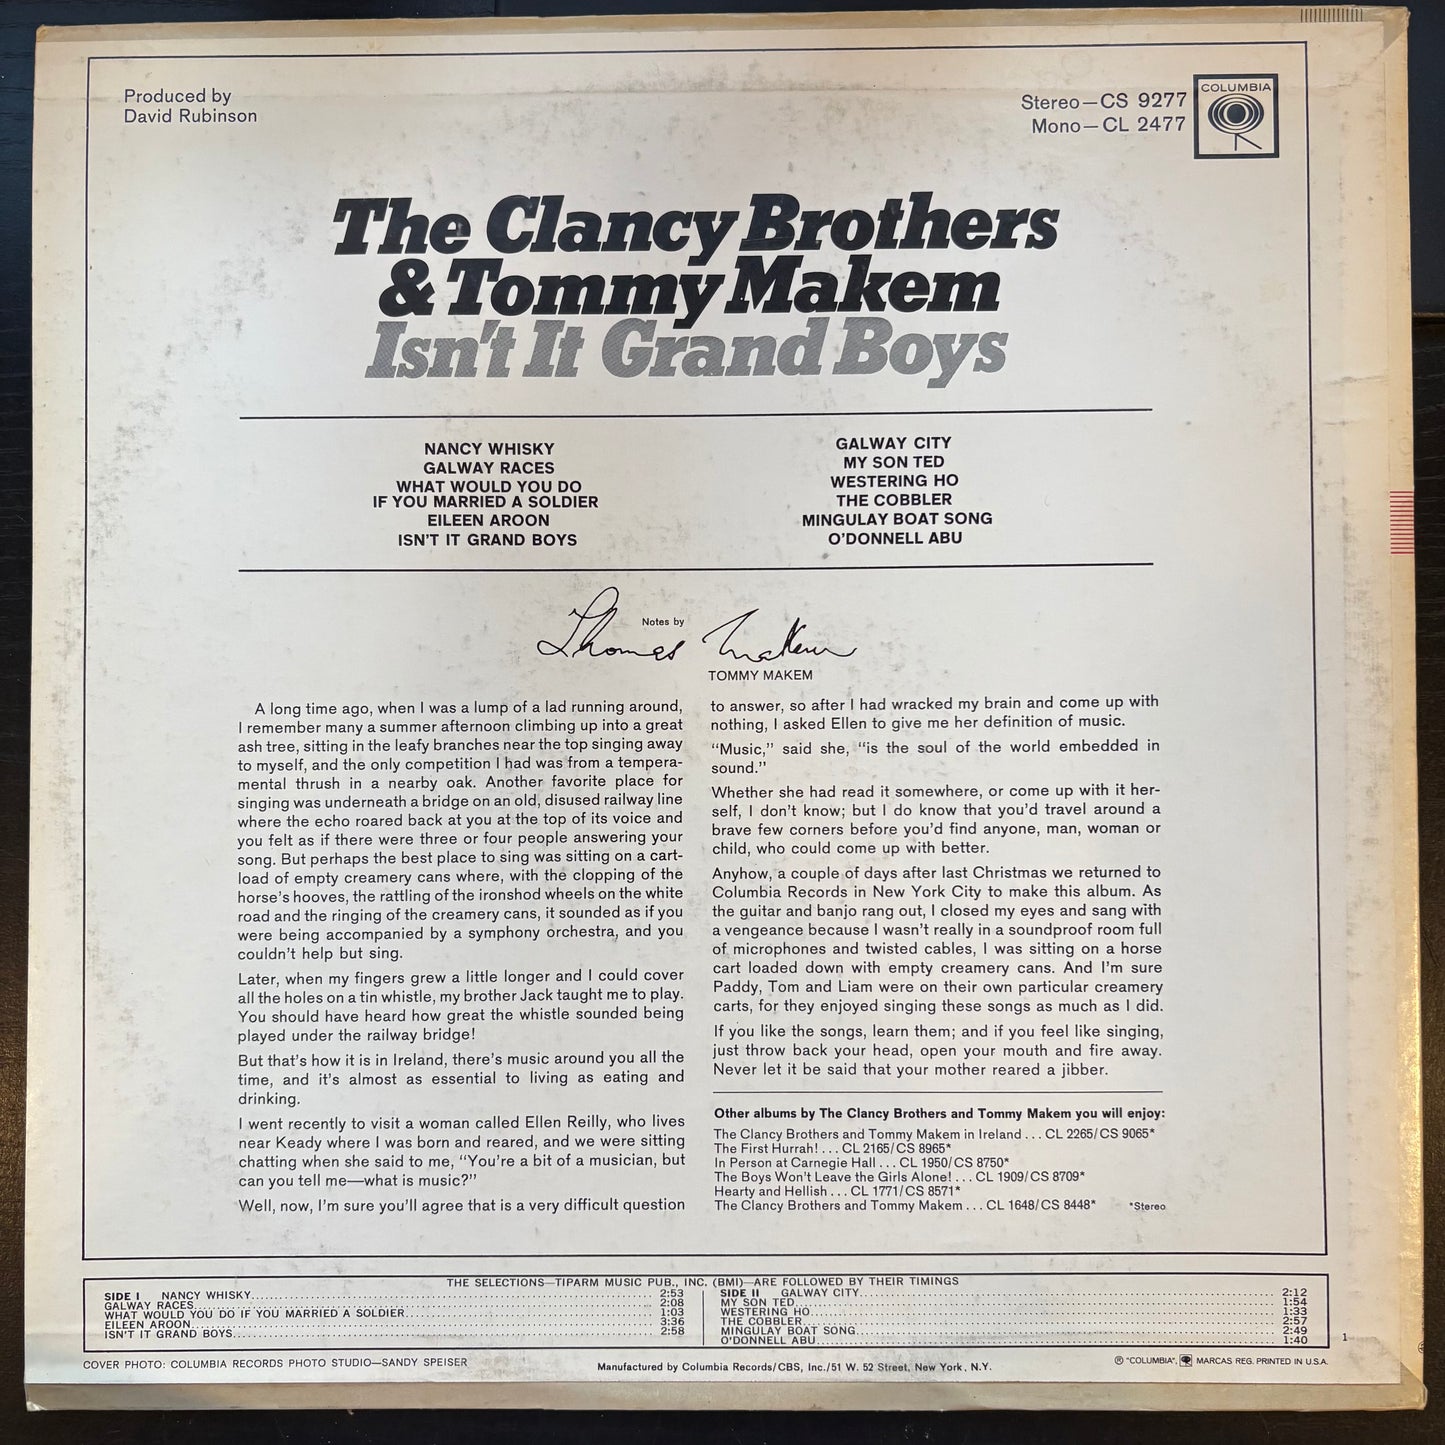 Produced by
David Rubinson
Stereo—CS 9277
Mono—CL 2477
COLUMBIA
The Clancy Brothers
& Tommy Makem
Isn't It Grand Boys
NANCY WHISKY
GALWAY RACES
WHAT WOULD YOU DO
IF YOU MARRIED A SOLDIER
EILEEN AROON
ISN'T IT GRAND BOYS
GALWAY CITY
MY SON TED
WESTERING HO
THE COBBLER
MINGULAY BOAT SONG
O'DONNELL ABU
Notes by
Thomas Makem
TOMMY MAKEM
A long time ago, when I was a lump of a lad running around,
I remember many a summer afternoon climbing up into a great
ash tree, sitting in the leafy branches near the top singing away
to myself, and the only competition I had was from a tempera-
mental thrush in a nearby oak. Another favorite place for
singing was underneath a bridge on an old, disused railway line
where the echo roared back at you at the top of its voice and
you felt as if there were three or four people answering your
song. But perhaps the best place to sing was sitting on a cart-
load of empty creamery cans where, with the clopping of the
horse's hooves, the rattling of the ironshod wheels on the white
road and the ringing of the creamery cans, it sounded as if you
were being accompanied by a symphony orchestra, and you
couldn't help but sing.
Later, when my fingers grew a little longer and I could cover
all the holes on a tin whistle, my brother Jack taught me to play.
You should have heard how great the whistle sounded being
played under the railway bridge!
But that's how it is in Ireland, there's music around you all the
time, and it's almost as essential to living as eating and
drinking.
I went recently to visit a woman called Ellen Reilly, who lives
near Keady where I was born and reared, and we were sitting
chatting when she said to me, "You're a bit of a musician, but
can you tell me—what is music?"
Well, now, I'm sure you'll agree that is a very difficult question
to answer, so after I had wracked my brain and come up with
nothing, I asked Ellen to give me her definition of music.
"Music," said she, "is the soul of the world embedded in
sound."
Whether she had read it somewhere, or come up with it her-
self, I don't know; but I do know that you'd travel around a
brave few corners before you'd find anyone, man, woman or
child, who could come up with better.
Anyhow, a couple of days after last Christmas we returned to
Columbia Records in New York City to make this album. As
the guitar and banjo rang out, I closed my eyes and sang with
a vengeance because I wasn't really in a soundproof room full
of microphones and twisted cables, I was sitting on a horse
cart loaded down with empty creamery cans. And I'm sure
Paddy, Tom and Liam were on their own particular creamery
carts, for they enjoyed singing these songs as much as I did.
If you like the songs, learn them; and if you feel like singing,
just throw back your head, open your mouth and fire away.
Never let it be said that your mother reared a jibber.
Other albums by The Clancy Brothers and Tommy Makem you will enjoy:
The Clancy Brothers and Tommy Makem in Ireland . . . CL 2265/CS 9065*
The First Hurrah! . . . CL 2165/CS 8965*
In Person at Carnegie Hall . . . CL 1950/CS 8750*
The Boys Won't Leave the Girls Alone! . . . CL 1909/CS 8709*
Hearty and Hellish . . . CL 1771/CS 8571*
The Clancy Brothers and Tommy Makem . . . CL 1648/CS 8448* *Stereo
THE SELECTIONS—TIPARM MUSIC PUB., INC. (BMI)—ARE FOLLOWED BY THEIR TIMINGS
SIDE I NANCY WHISKY 2:53
GALWAY RACES 2:08
WHAT WOULD YOU DO IF YOU MARRIED A SOLDIER 1:03
EILEEN AROON 3:36
ISN'T IT GRAND BOYS 2:58
SIDE II GALWAY CITY 2:12
MY SON TED 1:54
WESTERING HO 1:33
THE COBBLER 2:57
MINGULAY BOAT SONG 2:49
O'DONNELL ABU 1:40
1
COVER PHOTO: COLUMBIA RECORDS PHOTO STUDIO—SANDY SPEISER
Manufactured by Columbia Records/CBS, Inc./51 W. 52 Street, New York, N.Y.
® "COLUMBIA", MARCAS REG. PRINTED IN U.S.A.